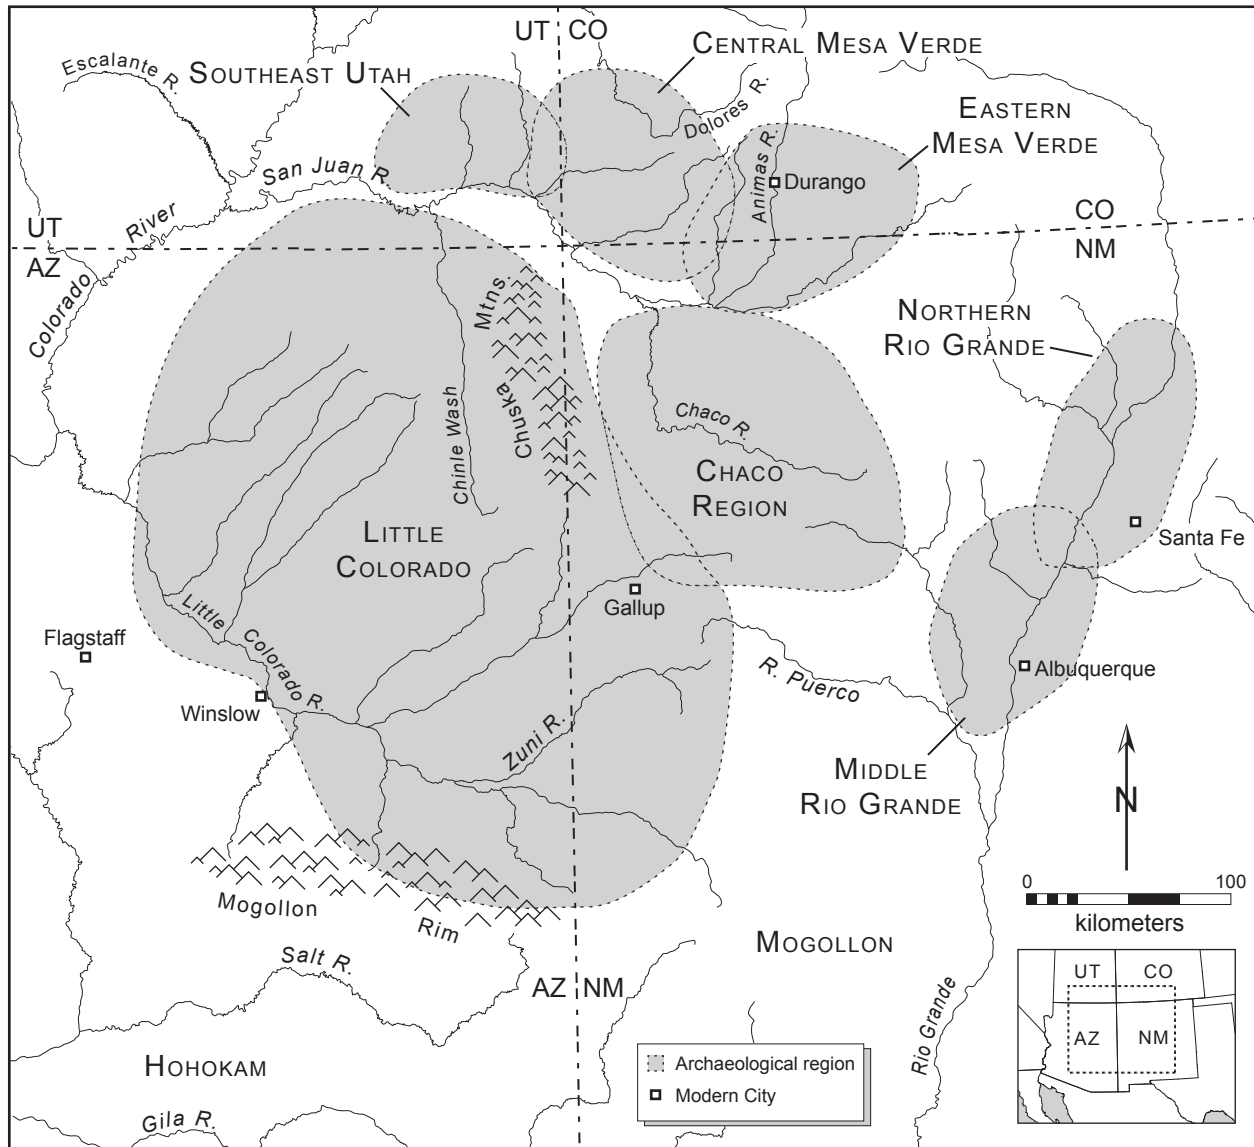 UT CO
CENTRAL MESA VERDE
Escalante R.
SOUTHEAST UTAH
Dolores R.
EASTERN
MESA VERDE
San Juan R.
Animas R.
Durango
River
UT
AZ
CO
NM
Colorado
Mtns.
Chuska
NORTHERN
RIO GRANDE
Chinle Wash
Chaco R.
CHACO
REGION
LITTLE
COLORADO
Santa Fe
Gallup
Little
Colorado R.
Flagstaff
Winslow
R. Puerco
Albuquerque
Zuni R.
MIDDLE
RIO GRANDE
N
0 100
kilometers
Mogollon
Rim
MOGOLLON
Salt R.
AZ NM
Rio Grande
UT CO
AZ NM
HOHOKAM
Gila R.
Archaeological region
Modern City